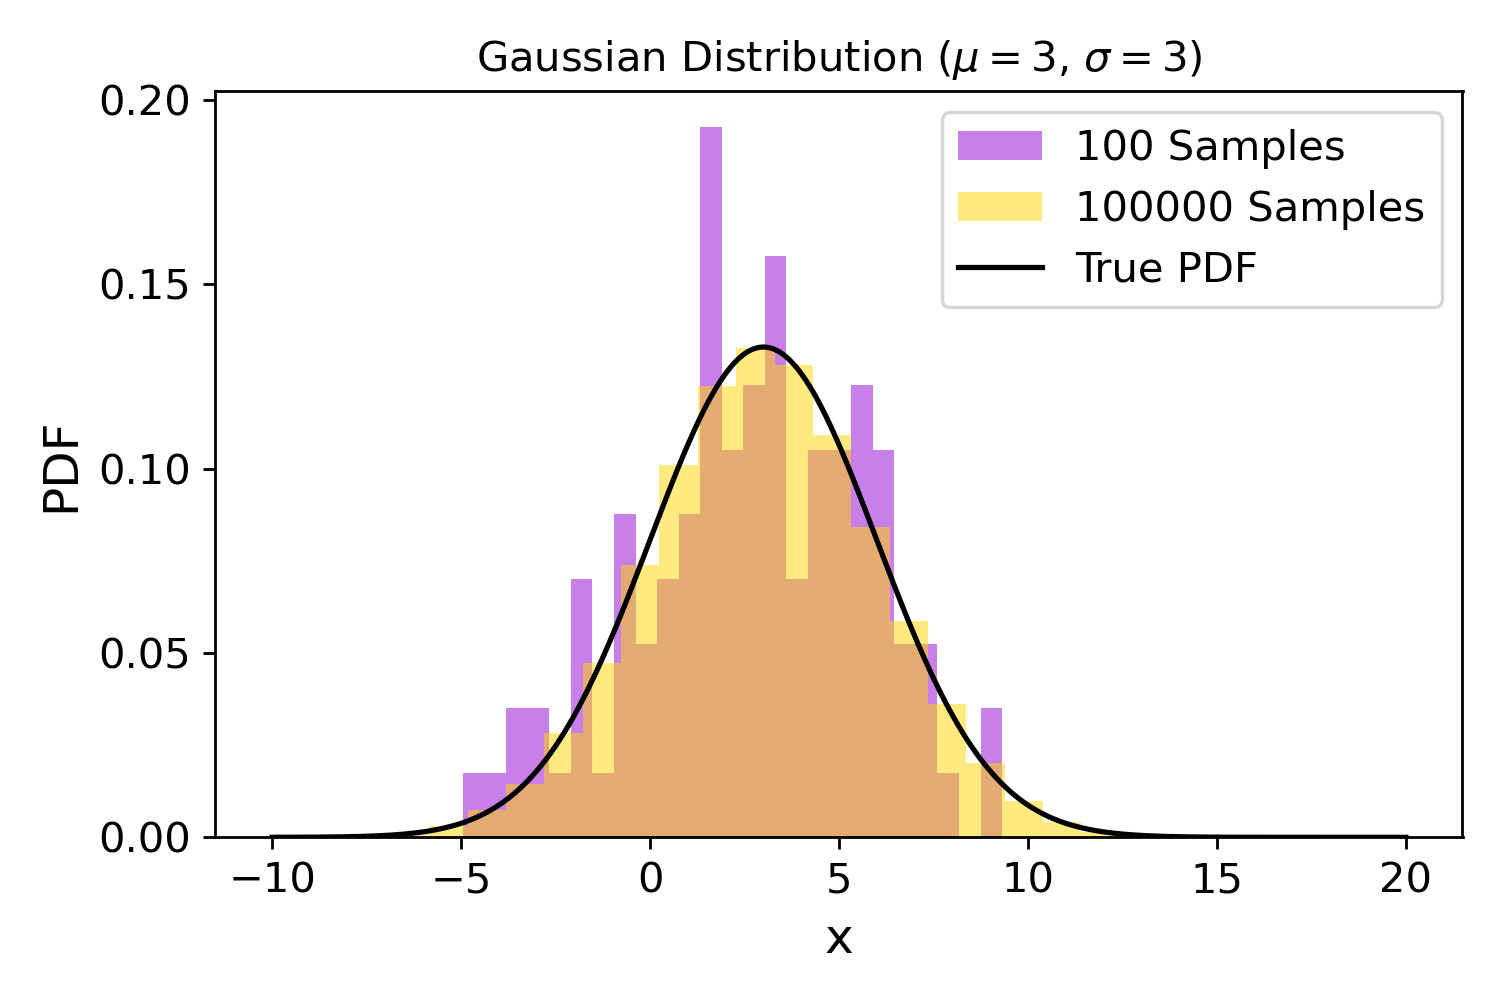 Gaussian Distribution (μ = 3, σ = 3)
0.20
0.15
0.10
0.05
0.00
PDF
100 Samples
100000 Samples
True PDF
−10 −5 0 5 10 15 20
x